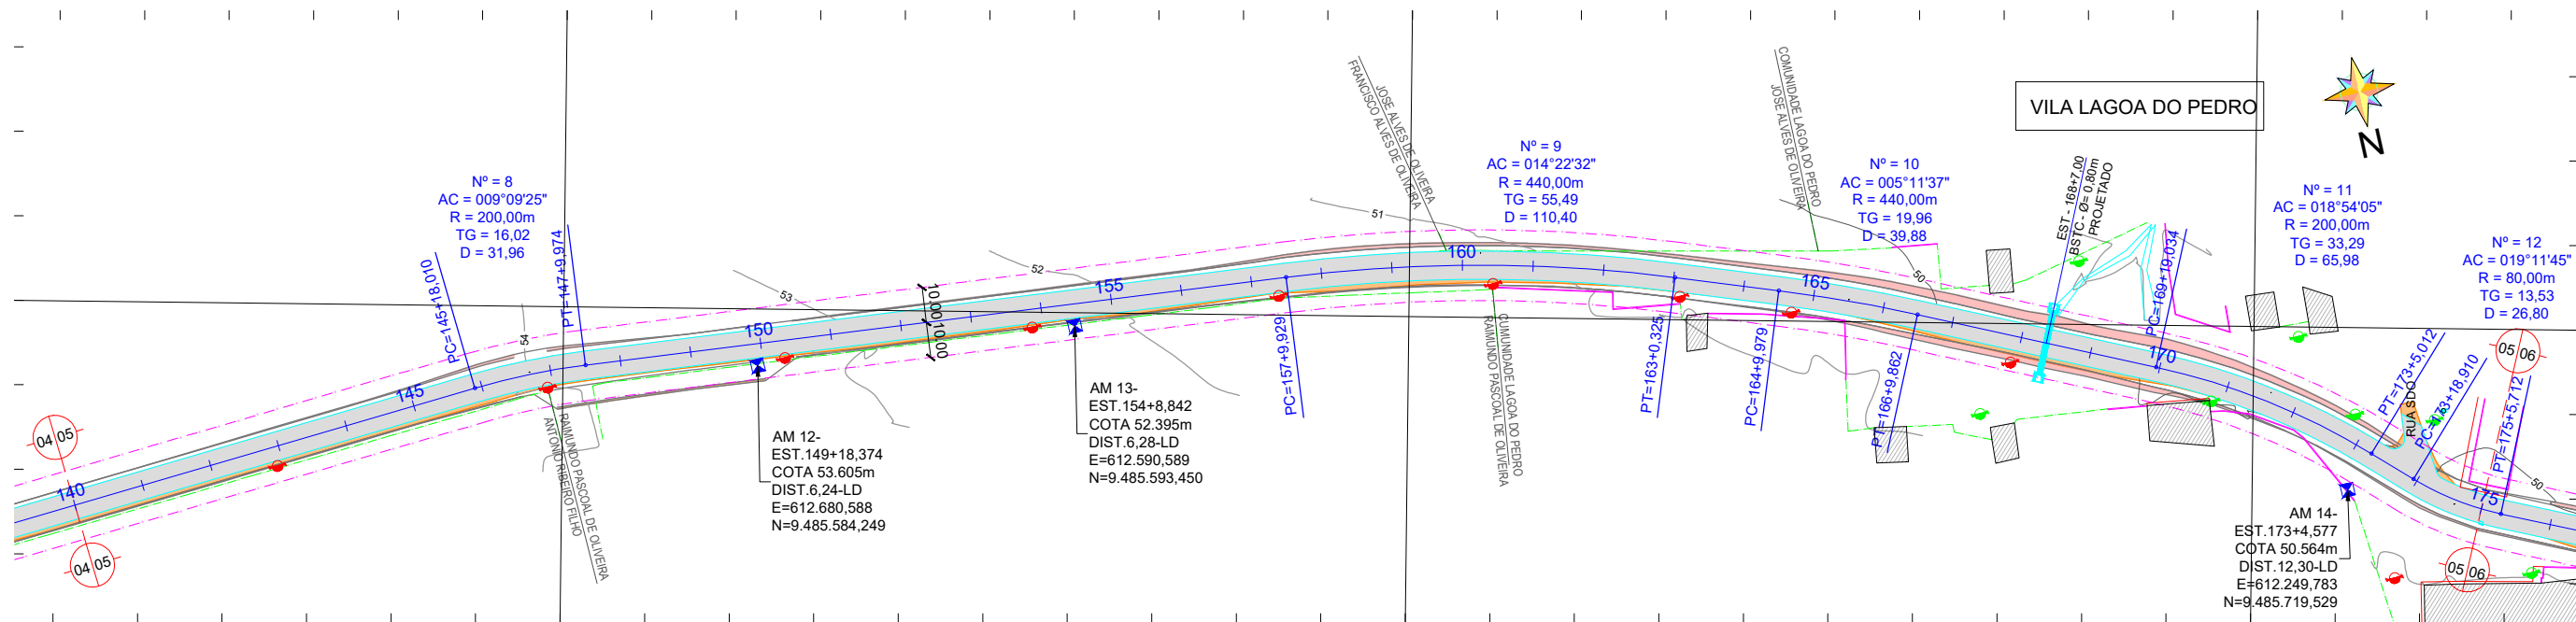 VILA LAGOA DO PEDRO
N
Nº = 8
AC = 009°09'25"
R = 200,00m
TG = 16,02
D = 31,96
Nº = 9
AC = 014°22'32"
R = 440,00m
TG = 55,49
D = 110,40
Nº = 10
AC = 005°11'37"
R = 440,00m
TG = 19,96
D = 39,88
Nº = 11
AC = 018°54'05"
R = 200,00m
TG = 33,29
D = 65,98
Nº = 12
AC = 019°11'45"
R = 80,00m
TG = 13,53
D = 26,80
JOSE ALVES DE OLIVEIRA
FRANCISCO ALVES DE OLIVEIRA
COMUNIDADE LAGOA DO PEDRO
JOSE ALVES DE OLIVEIRA
EST - 168+7,00
BSTC - Ø= 0,80m
PROJETADO
PC=145+18,010
PT=147+9,974
PC=157+9,929
PT=163+0,325
PC=164+9,979
PT=166+9,862
PC=169+19,034
PT=173+5,012
PC=173+18,910
PT=175+5,712
RUA SDO
140
145
150
155
160
165
170
175
54
53
52
51
50
50
10,00
10,00
04 05
04 05
05 06
05 06
RAIMUNDO PASCOAL DE OLIVEIRA
ANTONIO RIBEIRO FILHO
CUMUNIDADE LAGOA DO PEDRO
RAIMUNDO PASCOAL DE OLIVEIRA
AM 12-
EST.149+18,374
COTA 53.605m
DIST.6,24-LD
E=612.680,588
N=9.485.584,249
AM 13-
EST.154+8,842
COTA 52.395m
DIST.6,28-LD
E=612.590,589
N=9.485.593,450
AM 14-
EST.173+4,577
COTA 50.564m
DIST.12,30-LD
E=612.249,783
N=9.485.719,529